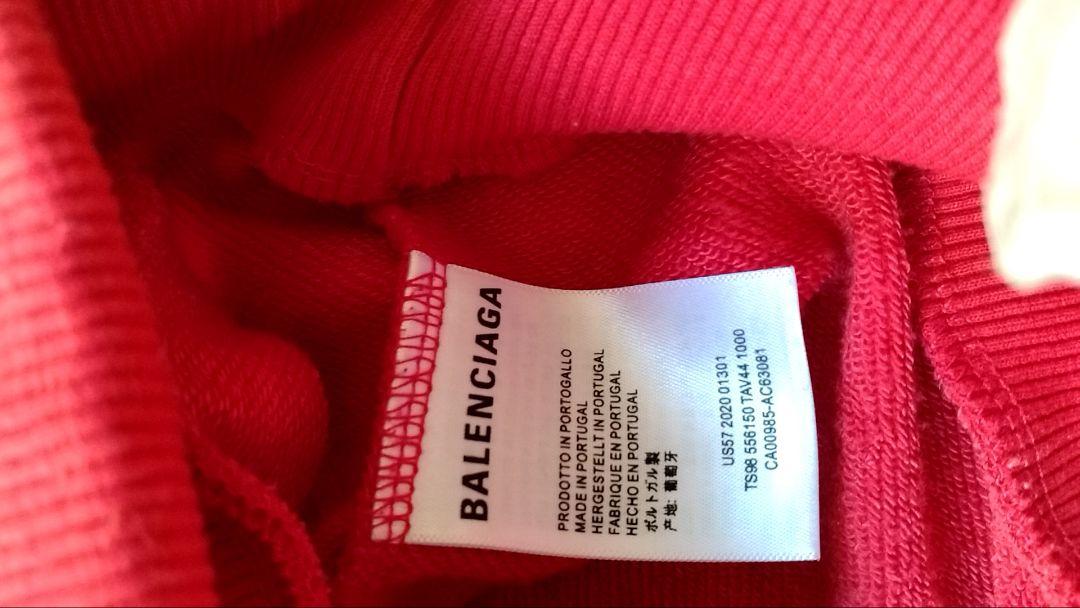 BALENCIAGA
PRODOTTO IN PORTOGALLO
MADE IN PORTUGAL
HERGESTELLT IN PORTUGAL
FABRIQUE EN PORTUGAL
HECHO EN PORTUGAL
ポルトガル製
产地: 葡萄牙
US57 2020 01301
TS98 556150 TAV44 1000
CA00985-AC63081